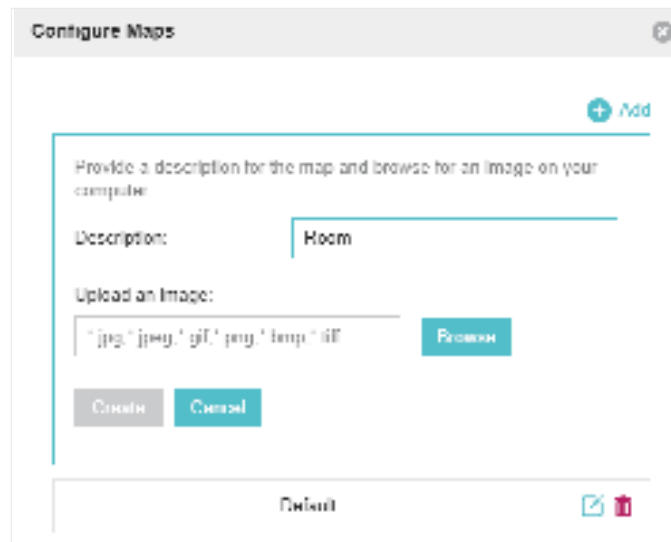 Configure Maps
Add
Provide a description for the map and browse for an image on your
computer.
Description:
Room
Upload an Image:
*.jpg,*.jpeg,*.gif,*.png,*.bmp,*.tiff
Browse
Create
Cancel
Default